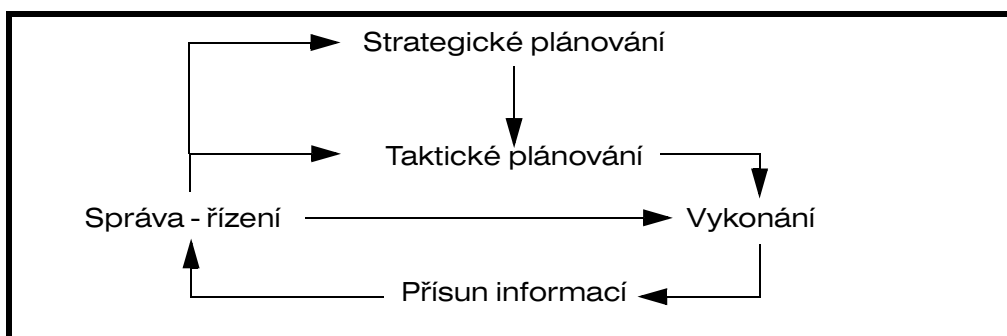 Strategické plánování
Taktické plánování
Správa - řízení
Vykonání
Přísun informací